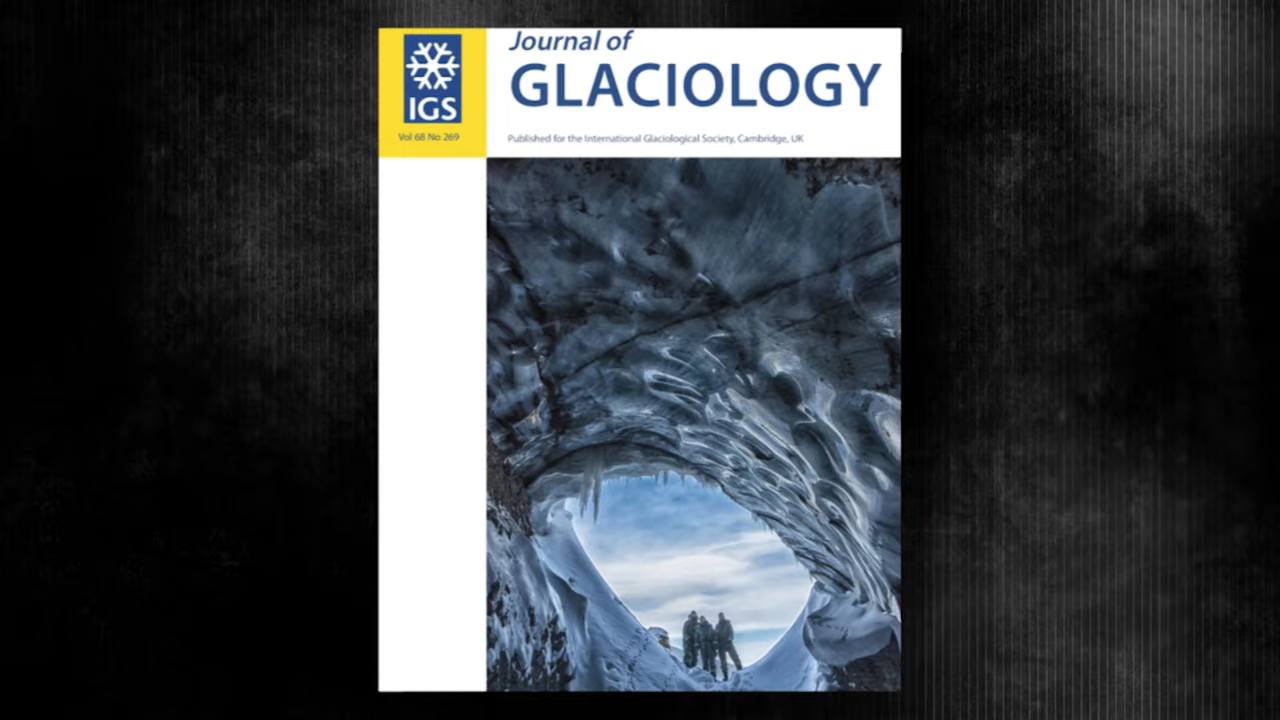 Journal of
GLACIOLOGY
IGS
Vol 68 No 269
Published for the International Glaciological Society, Cambridge, UK